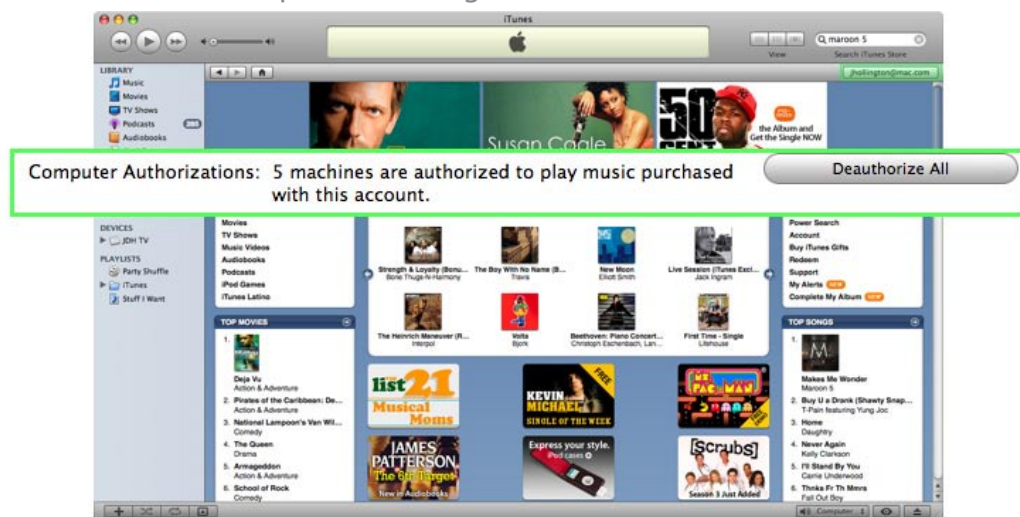 iTunes
maroon 5
View
Search iTunes Store
LIBRARY
Music
Movies
TV Shows
Podcasts
Audiobooks
jhollington@mac.com
Susan Cagle
50
CENT
the Album and
Get the Single NOW
Computer Authorizations: 5 machines are authorized to play music purchased
with this account.
Deauthorize All
DEVICES
JDH TV
PLAYLISTS
Party Shuffle
iTunes
Stuff I Want
Movies
TV Shows
Music Videos
Audiobooks
Podcasts
iPod Games
iTunes Latino
Strength & Loyalty (Bonu...
Bone Thugs-N-Harmony
The Boy With No Name (B...
Travis
New Moon
Elliott Smith
Live Session (iTunes Excl...
Jack Ingram
The Heinrich Maneuver (R...
Interpol
Volta
Bjork
Beethoven: Piano Concert...
Christoph Eschenbach, Lan...
First Time - Single
Lifehouse
Power Search
Account
Buy iTunes Gifts
Redeem
Support
My Alerts NEW
Complete My Album NEW
TOP MOVIES
1.
Deja Vu
Action & Adventure
2. Pirates of the Caribbean: De...
Action & Adventure
3. National Lampoon's Van Wil...
Comedy
4. The Queen
Drama
5. Armageddon
Action & Adventure
6. School of Rock
Comedy
list 21
Musical
Moms
KEVIN
MICHAEL
SINGLE OF THE WEEK
FREE
MS.
PAC-MAN
FREE
JAMES
PATTERSON
The 6th Target
New in Audiobooks
Express your style.
iPod cases
[Scrubs]
Season 3 Just Added
TOP SONGS
1.
M
Makes Me Wonder
Maroon 5
2. Buy U a Drank (Shawty Snap...
T-Pain featuring Yung Joc
3. Home
Daughtry
4. Never Again
Kelly Clarkson
5. I'll Stand By You
Carrie Underwood
6. Thnks Fr Th Mmrs
Fall Out Boy
Computer